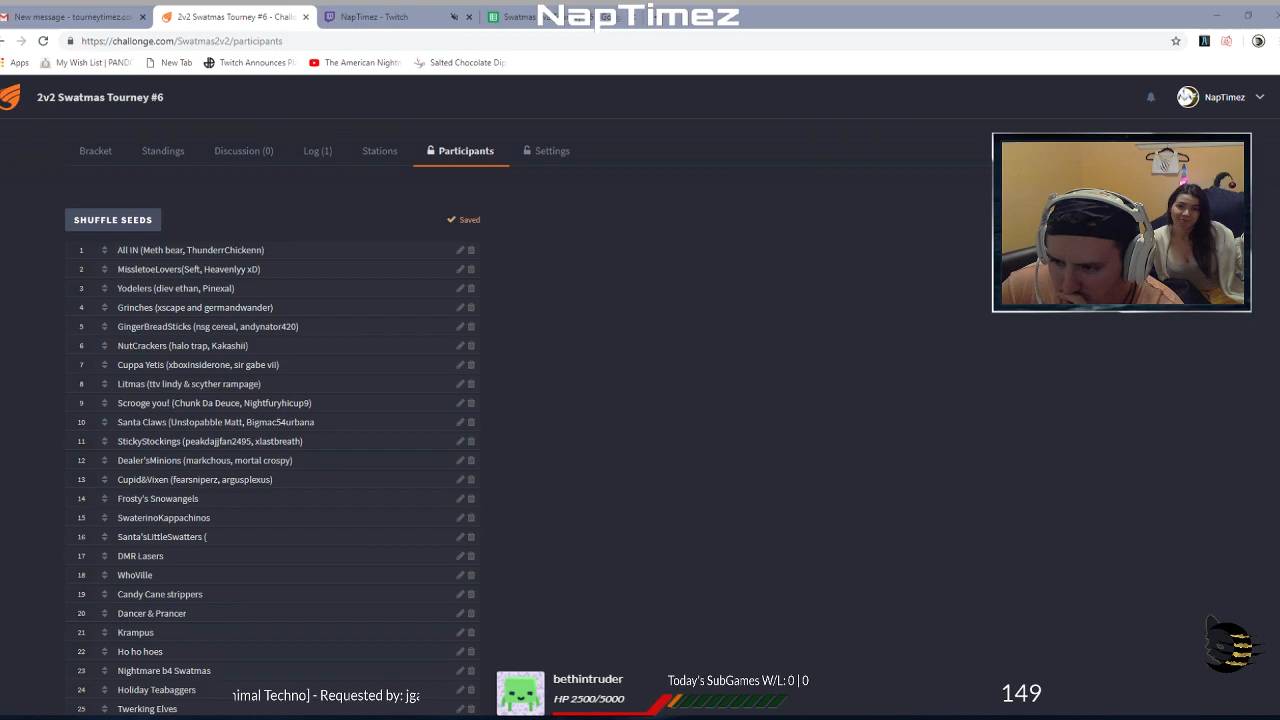 New message - tourneytimez.co
2v2 Swatmas Tourney #6 - Challo
NapTimez - Twitch
NapTimez
https://challonge.com/Swatmas2v2/participants
Apps
My Wish List | PANDO
New Tab
Twitch Announces Pl
The American Nightm
Salted Chocolate Dip
2v2 Swatmas Tourney #6
NapTimez
Bracket
Standings
Discussion (0)
Log (1)
Stations
Participants
Settings
SHUFFLE SEEDS
Saved
1 All IN (Meth bear, ThunderrChickenn)
2 MissletoeLovers(Seft, Heavenlyy xD)
3 Yodelers (diev ethan, Pinexal)
4 Grinches (xscape and germandwander)
5 GingerBreadSticks (nsg cereal, andynator420)
6 NutCrackers (halo trap, Kakashii)
7 Cuppa Yetis (xboxinsiderone, sir gabe vii)
8 Litmas (ttv lindy & scyther rampage)
9 Scrooge you! (Chunk Da Deuce, Nightfuryhicup9)
10 Santa Claws (Unstopabble Matt, Bigmac54urbana
11 StickyStockings (peakdajjfan2495, xlastbreath)
12 Dealer'sMinions (markchous, mortal crospy)
13 Cupid&Vixen (fearsniperz, argusplexus)
14 Frosty's Snowangels
15 SwaterinoKappachinos
16 Santa'sLittleSwatters (
17 DMR Lasers
18 WhoVille
19 Candy Cane strippers
20 Dancer & Prancer
21 Krampus
22 Ho ho hoes
23 Nightmare b4 Swatmas
24 Holiday Teabaggers
25 Twerking Elves
nimal Techno] - Requested by: jga
bethintruder
HP 2500/5000
Today's SubGames W/L: 0 | 0
149